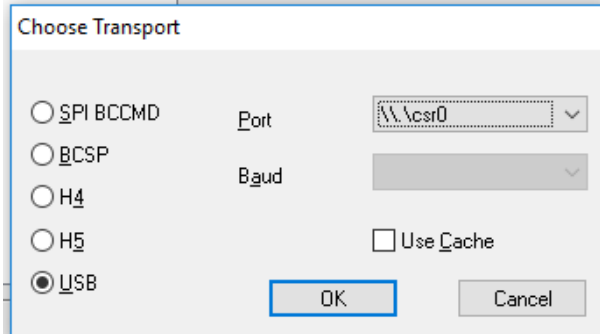 Choose Transport
SPI BCCMD
Port
\\.\csr0
BCSP
Baud
H4
H5
Use Cache
USB
OK
Cancel